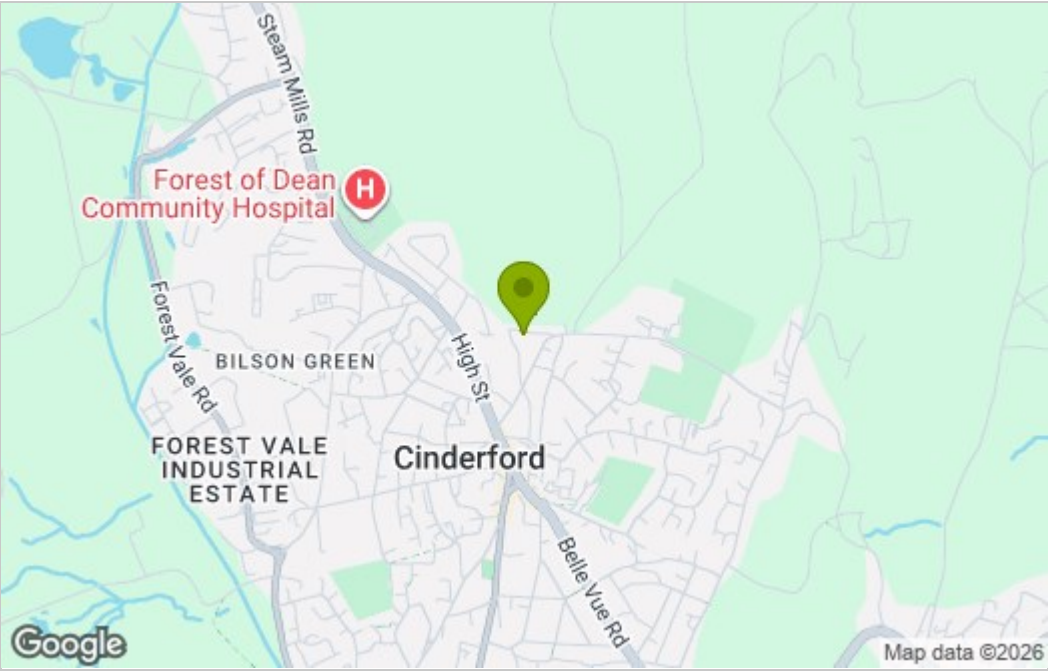 Steam Mills Rd
Forest of Dean
Community Hospital
H
Forest Vale Rd
BILSON GREEN
High St
FOREST VALE
INDUSTRIAL
ESTATE
Cinderford
Belle Vue Rd
Google
Map data ©2026